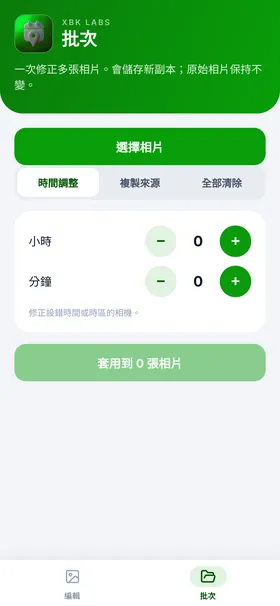 XBK LABS
批次
一次修正多張相片。會儲存新副本；原始相片保持不
變。
選擇相片
時間調整 複製來源 全部清除
小時 − 0 +
分鐘 − 0 +
修正設錯時間或時區的相機。
套用到 0 張相片
編輯 批次